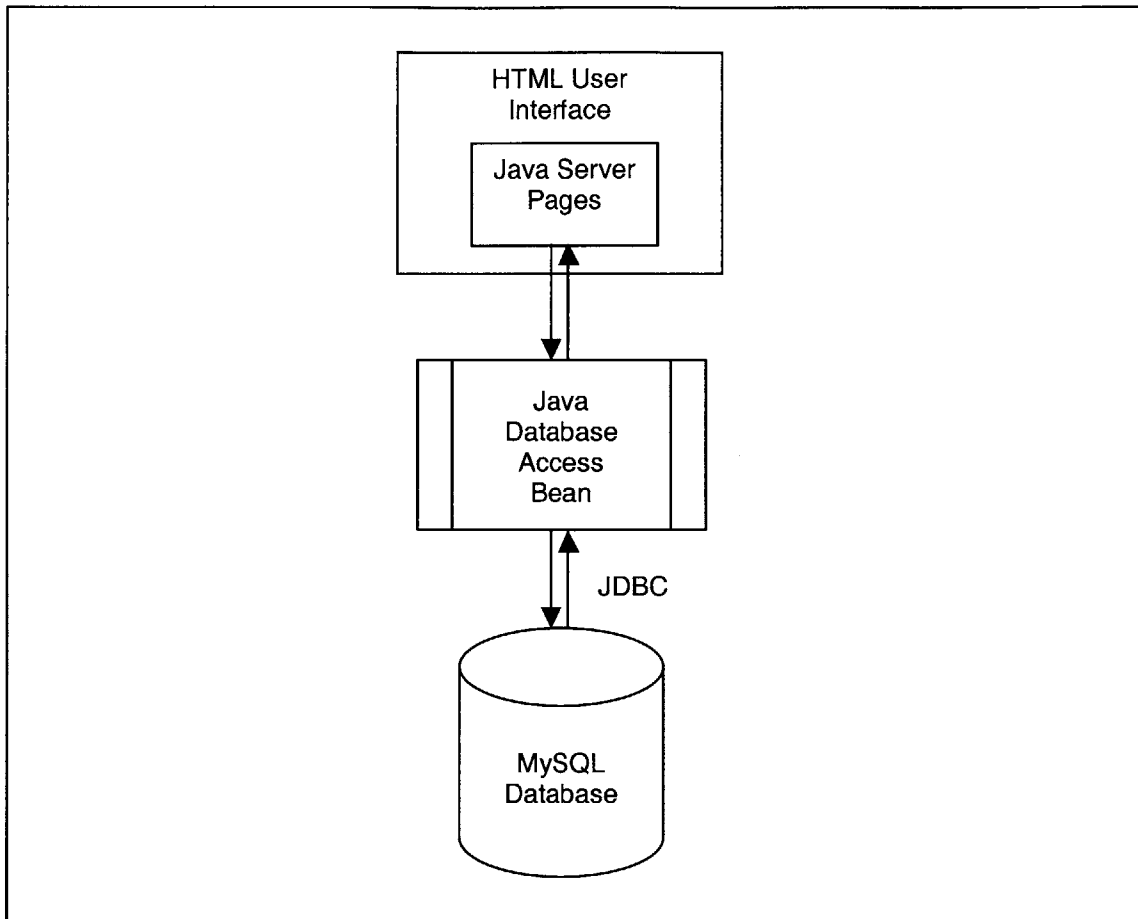 HTML User
Interface
Java Server
Pages
Java
Database
Access
Bean
JDBC
MySQL
Database